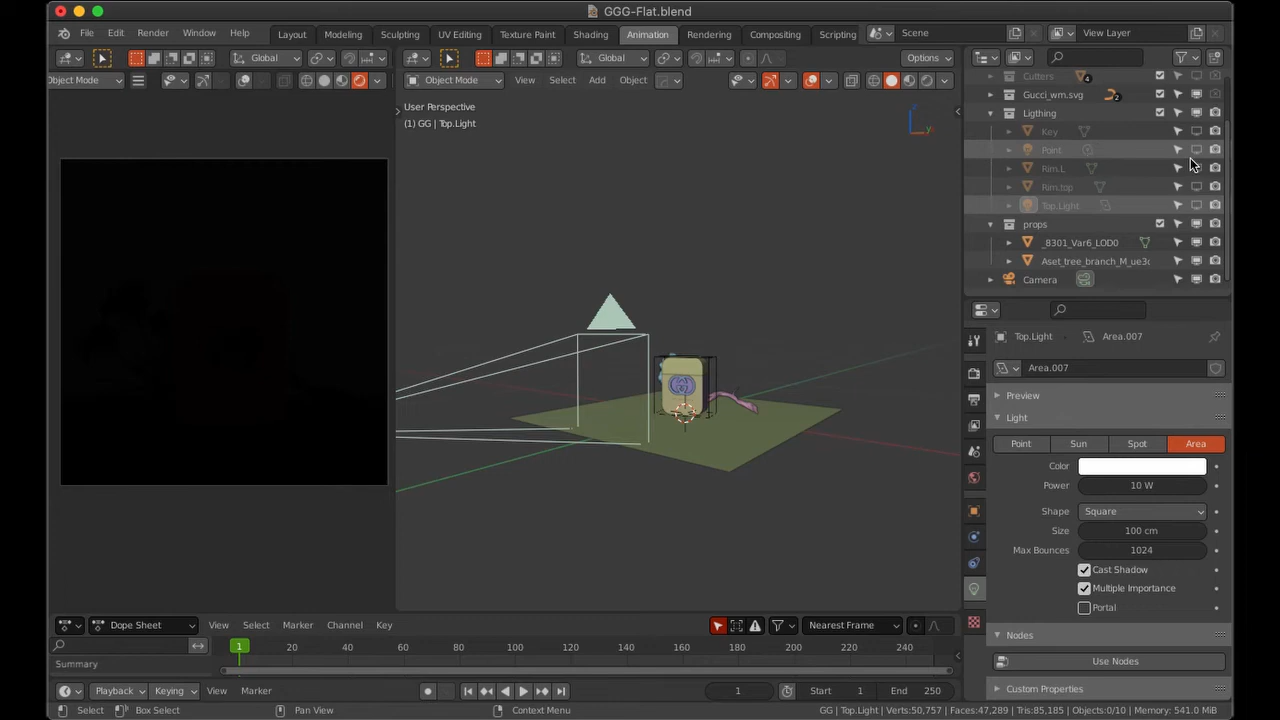 GGG-Flat.blend
File Edit Render Window Help Layout Modeling Sculpting UV Editing Texture Paint Shading Animation Rendering Compositing Scripting Scene View Layer
Global Global Options
Object Mode Object Mode View Select Add Object
User Perspective
(1) GG | Top.Light
Cutters 4
Gucci_wm.svg 2
Ligthing
Key
Point
Rim.L
Rim.top
Top.Light
props
_8301_Var6_LOD0
Aset_tree_branch_M_ue3c
Camera
Top.Light Area.007
Area.007
Preview
Light
Point Sun Spot Area
Color
Power 10 W
Shape Square
Size 100 cm
Max Bounces 1024
Cast Shadow
Multiple Importance
Portal
Nodes
Use Nodes
Custom Properties
Dope Sheet View Select Marker Channel Key Nearest Frame
1 20 40 60 80 100 120 140 160 180 200 220 240
Summary
Playback Keying View Marker 1 Start 1 End 250
Select Box Select Pan View Context Menu GG | Top.Light | Verts:50,757 | Faces:47,289 | Tris:85,185 | Objects:0/10 | Memory: 541.0 MiB